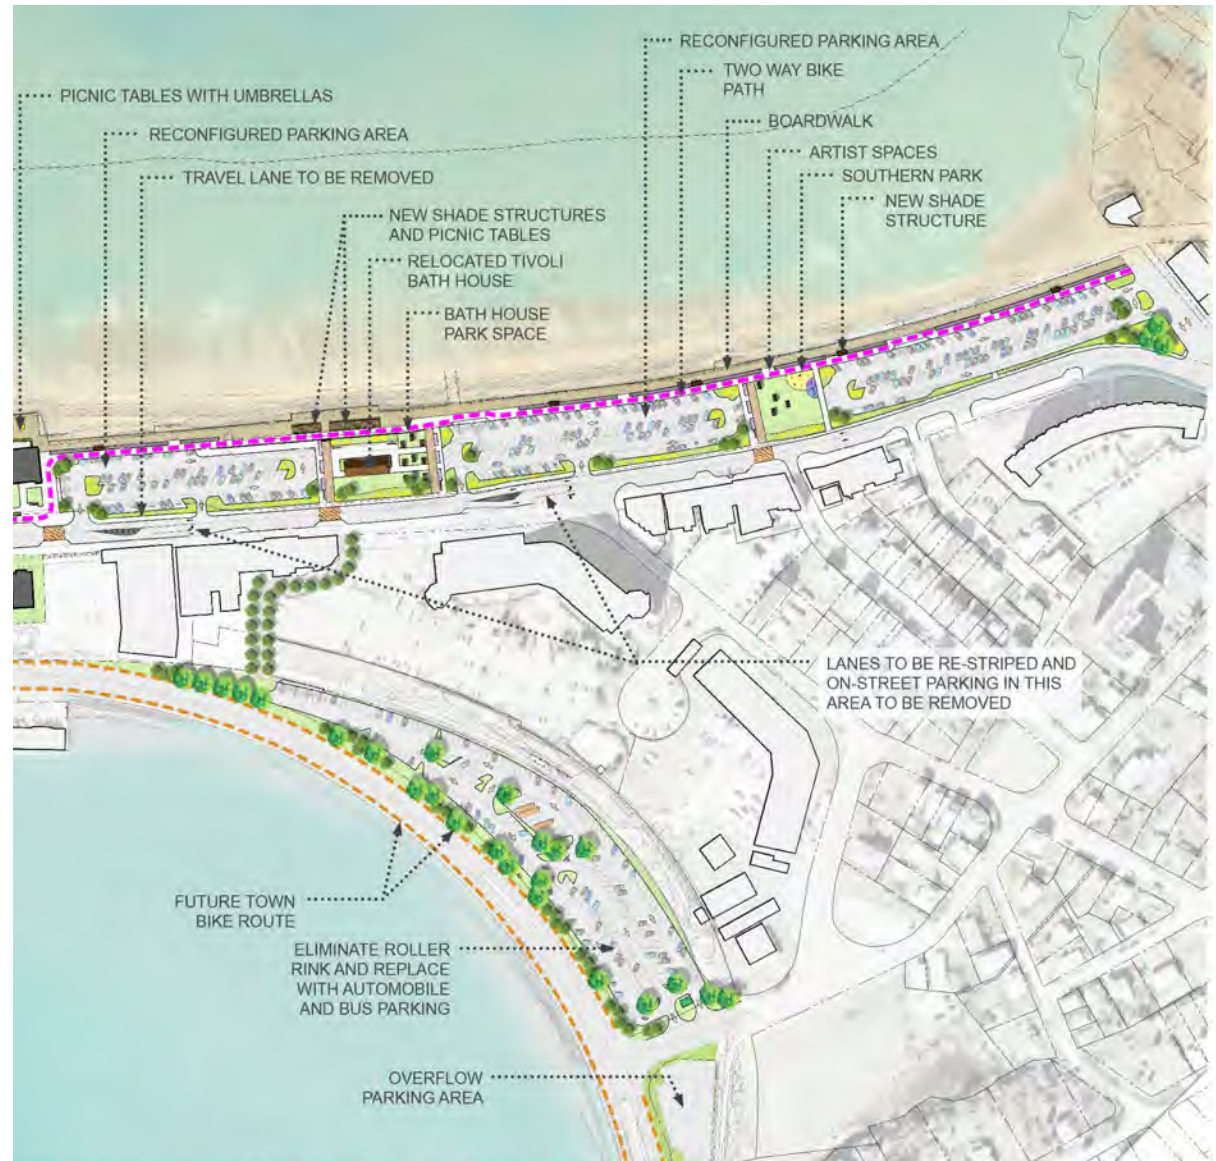 RECONFIGURED PARKING AREA
TWO WAY BIKE
PATH
PICNIC TABLES WITH UMBRELLAS
BOARDWALK
RECONFIGURED PARKING AREA
ARTIST SPACES
TRAVEL LANE TO BE REMOVED
SOUTHERN PARK
NEW SHADE
STRUCTURE
NEW SHADE STRUCTURES
AND PICNIC TABLES
RELOCATED TIVOLI
BATH HOUSE
BATH HOUSE
PARK SPACE
LANES TO BE RE-STRIPED AND
ON-STREET PARKING IN THIS
AREA TO BE REMOVED
FUTURE TOWN
BIKE ROUTE
ELIMINATE ROLLER
RINK AND REPLACE
WITH AUTOMOBILE
AND BUS PARKING
OVERFLOW
PARKING AREA